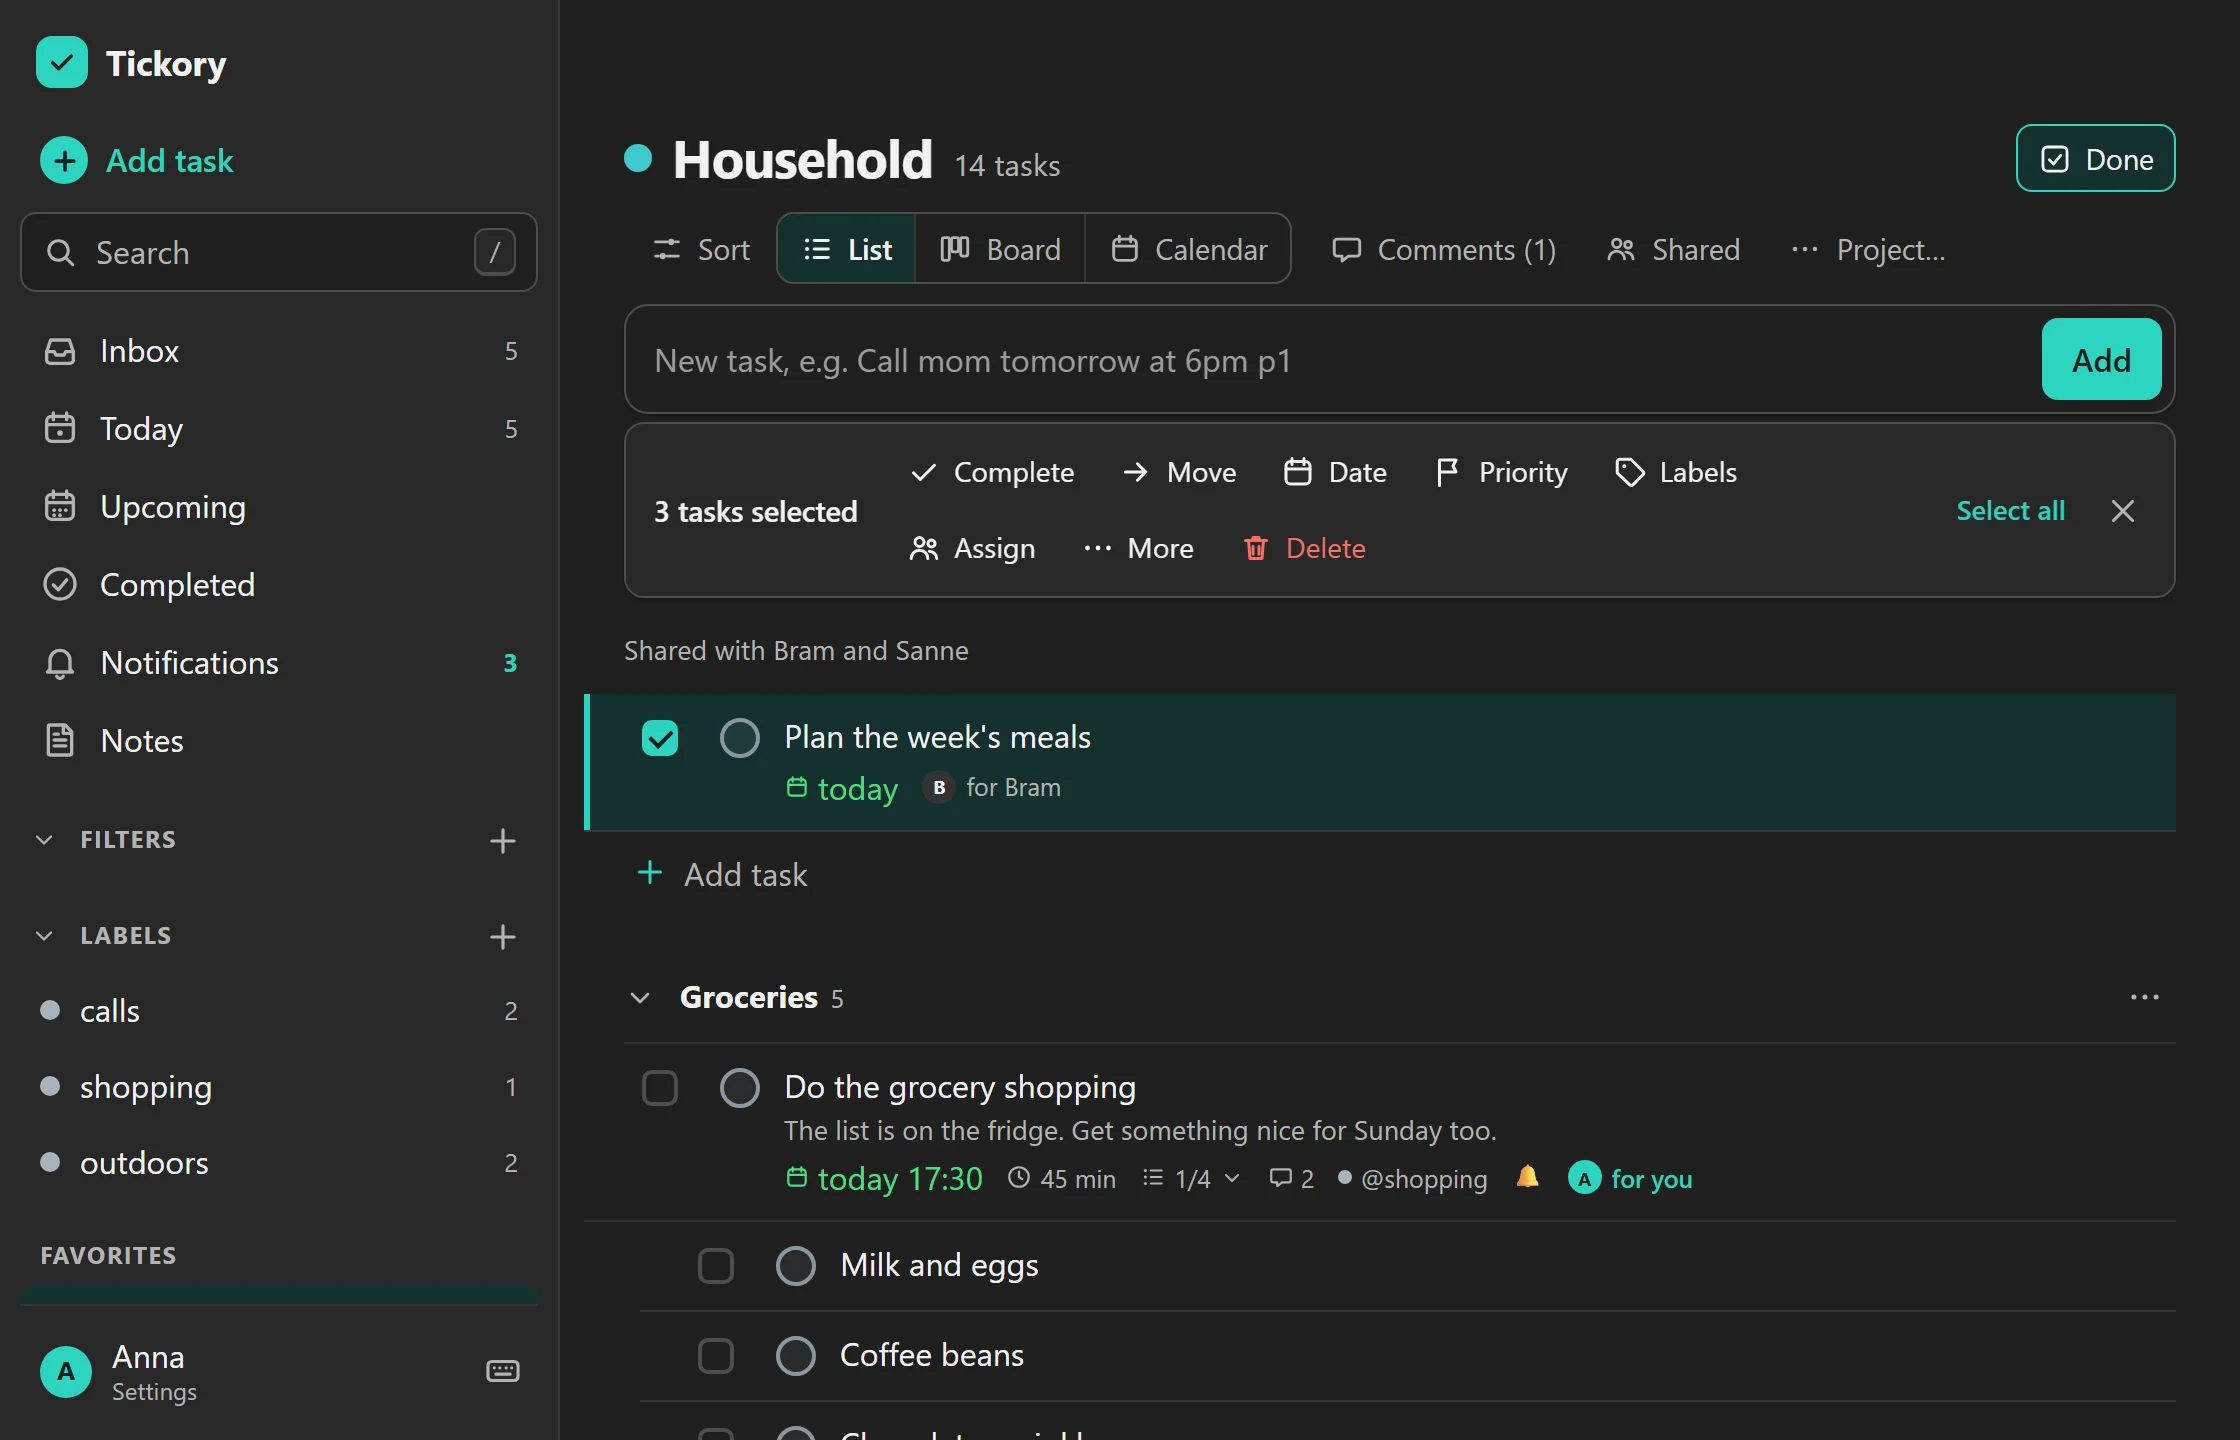 Tickory
Add task
Search /
Inbox 5
Today 5
Upcoming
Completed
Notifications 3
Notes
FILTERS
LABELS
calls 2
shopping 1
outdoors 2
FAVORITES
A Anna
Settings
Household 14 tasks
Done
Sort List Board Calendar Comments (1) Shared Project...
New task, e.g. Call mom tomorrow at 6pm p1 Add
3 tasks selected
Complete Move Date Priority Labels
Assign More Delete
Select all
Shared with Bram and Sanne
Plan the week's meals
today B for Bram
Add task
Groceries 5
Do the grocery shopping
The list is on the fridge. Get something nice for Sunday too.
today 17:30 45 min 1/4 2 @shopping A for you
Milk and eggs
Coffee beans